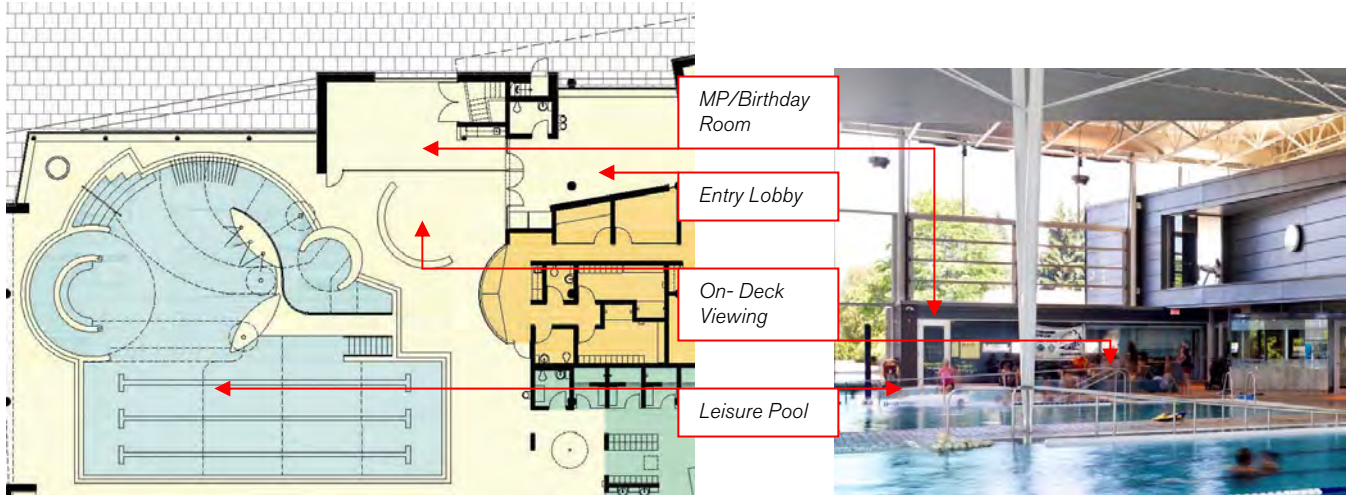 MP/Birthday
Room
Entry Lobby
On- Deck
Viewing
Leisure Pool